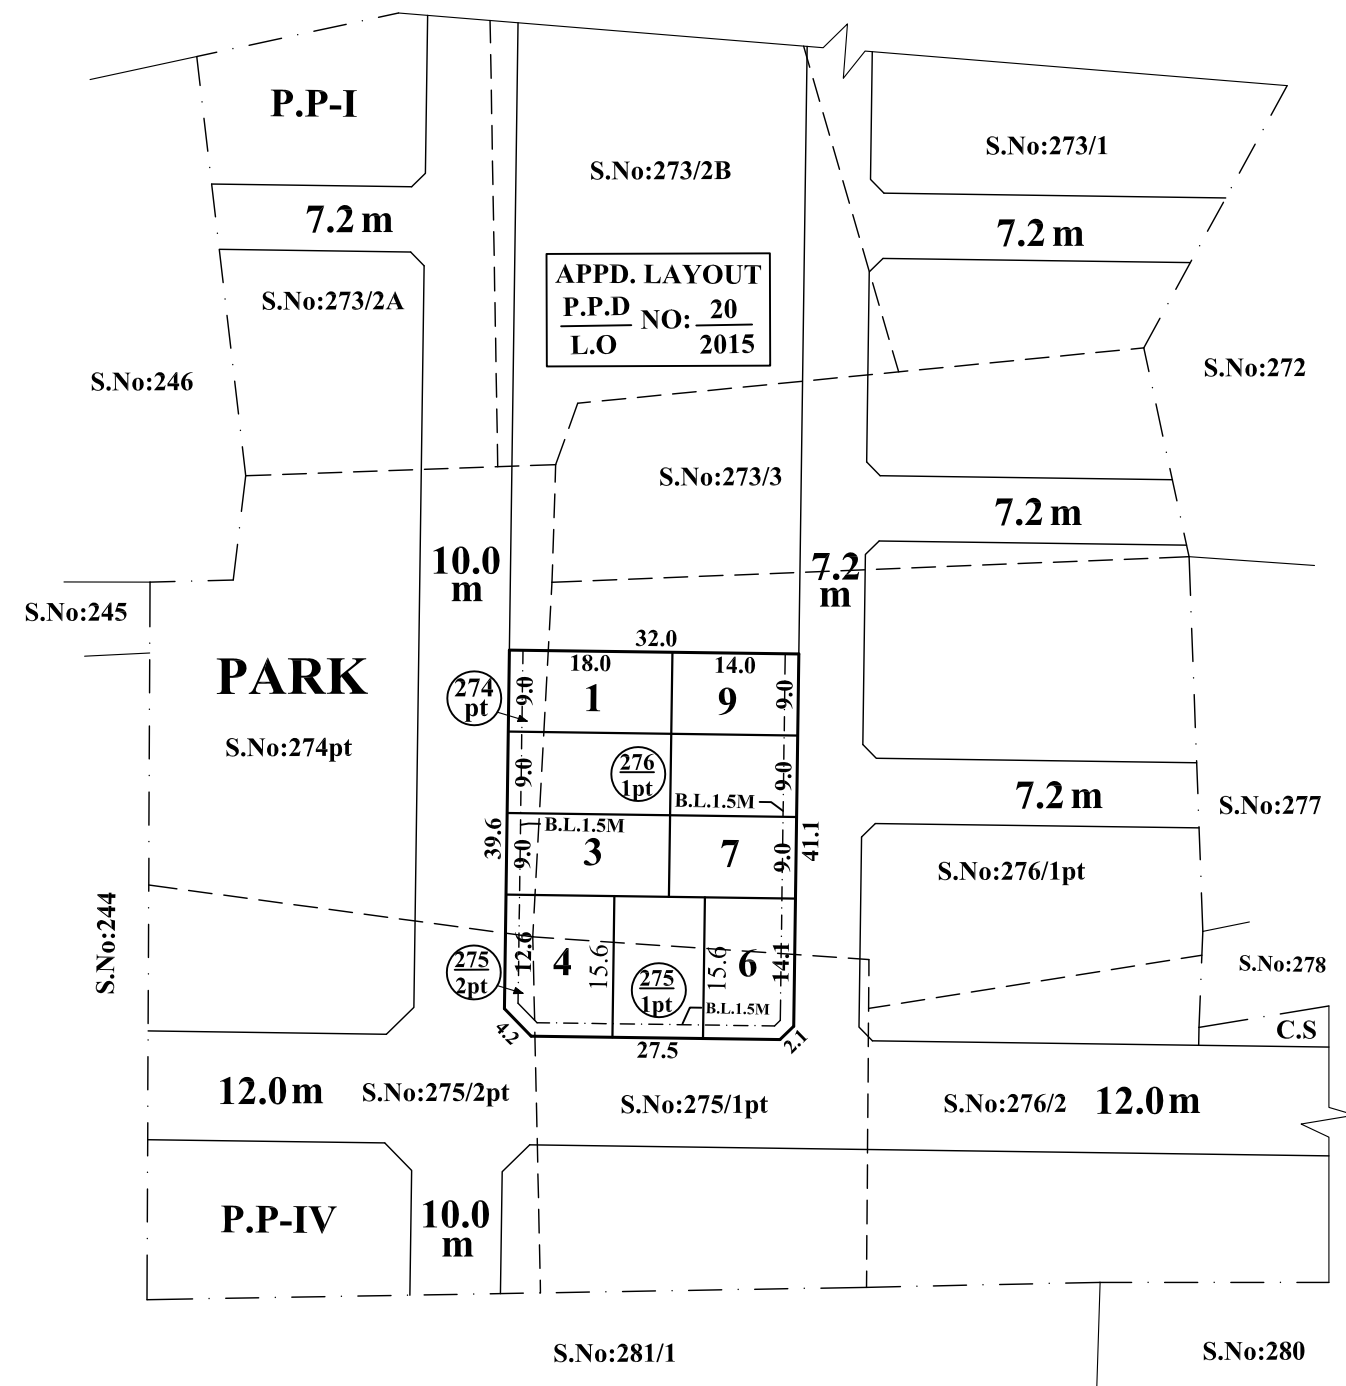 P.P-I
S.No:273/1
S.No:273/2B
7.2 m
7.2 m
APPD. LAYOUT
P.P.D NO: 20
L.O 2015
S.No:273/2A
S.No:246
S.No:272
S.No:273/3
7.2 m
10.0
m
7.2
m
S.No:245
32.0
PARK
18.0
14.0
274
pt
9.0
1
9
9.0
S.No:274pt
9.0
276
1pt
9.0
B.L.1.5M
7.2 m
S.No:277
39.6
B.L.1.5M
9.0
3
7
9.0
41.1
S.No:276/1pt
S.No:244
275
2pt
12.6
4
15.6
275
1pt
15.6
6
14.1
S.No:278
B.L.1.5M
4.2
27.5
2.1
C.S
12.0 m
S.No:275/2pt
S.No:275/1pt
S.No:276/2
12.0 m
P.P-IV
10.0
m
S.No:281/1
S.No:280